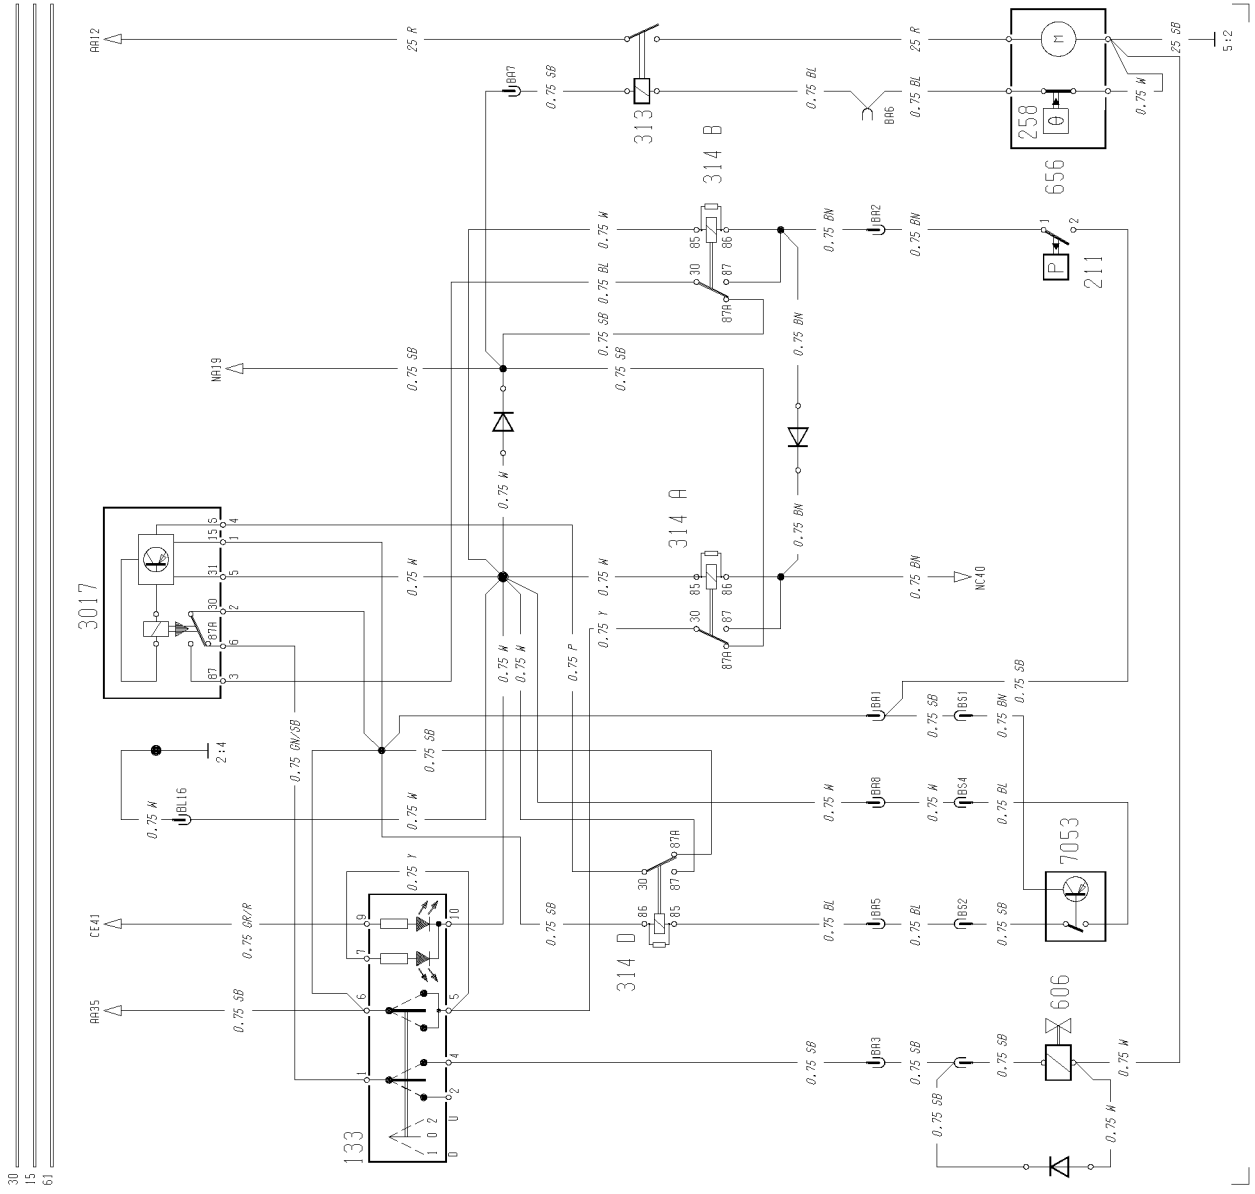 AA12
25 R
25 R
25 SB
5:2
M
BA7
0.75 SB
313
0.75 BL
BA6
0.75 BL
258
θ
0.75 W
656
314 B
0.75 W
85
86
0.75 BN
BA2
0.75 BN
1
2
P
211
0.75 BL
30
87
87A
0.75 SB
0.75 BN
NA19
0.75 SB
0.75 SB
0.75 W
314 A
0.75 BN
3017
S
4
15
1
31
5
30
2
87A
6
87
3
0.75 W
0.75 W
85
86
0.75 BN
NC40
0.75 Y
30
87
87A
0.75 W
0.75 W
0.75 P
0.75 SB
0.75 GN/SB
2:4
0.75 SB
BA1
0.75 SB
BS1
0.75 BN
0.75 W
BL16
0.75 W
0.75 W
BA8
0.75 W
BS4
0.75 BL
7053
0.75 Y
87A
30
87
CE41
0.75 GR/R
9
10
0.75 SB
86
85
314 D
0.75 BL
BA5
0.75 BL
BS2
0.75 SB
7
AA35
0.75 SB
6
5
606
1
4
2
0.75 SB
BA3
0.75 SB
0.75 SB
0.75 W
133
1 0 2
D
U
0.75 SB
0.75 W
30
15
61